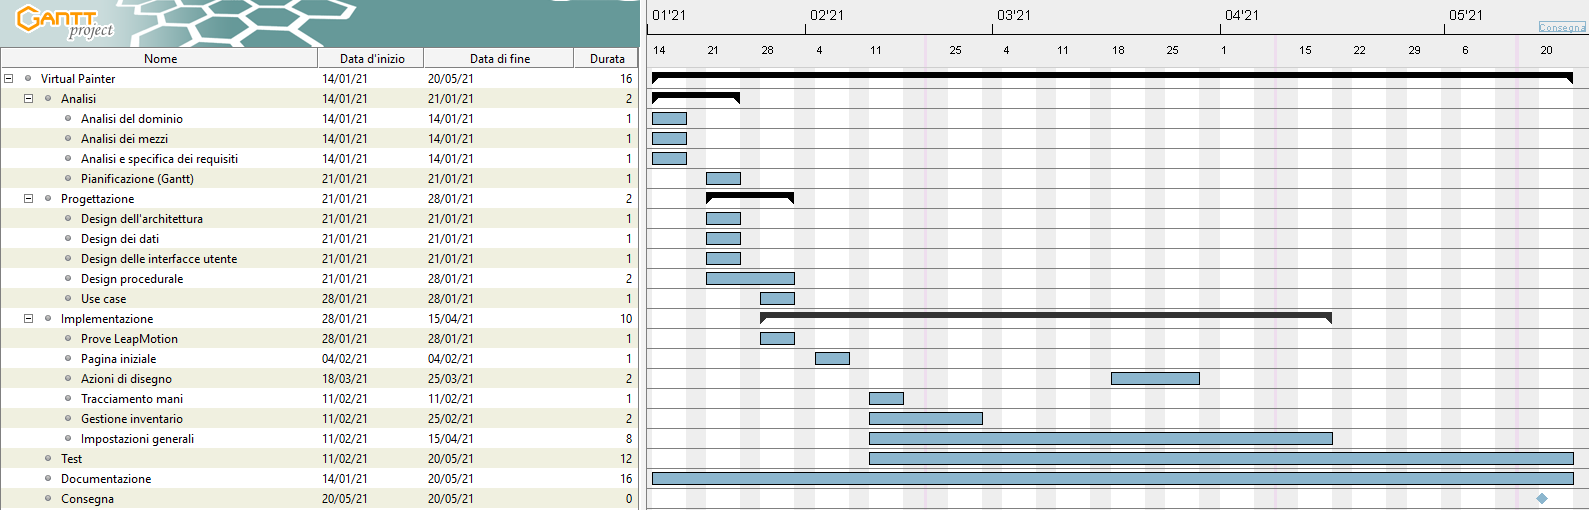 GANTT
project
01'21 02'21 03'21 04'21 05'21
Consegna
14 21 28 4 11 25 4 11 18 25 1 15 22 29 6 20
Nome Data d'inizio Data di fine Durata
Virtual Painter 14/01/21 20/05/21 16
Analisi 14/01/21 21/01/21 2
Analisi del dominio 14/01/21 14/01/21 1
Analisi dei mezzi 14/01/21 14/01/21 1
Analisi e specifica dei requisiti 14/01/21 14/01/21 1
Pianificazione (Gantt) 21/01/21 21/01/21 1
Progettazione 21/01/21 28/01/21 2
Design dell'architettura 21/01/21 21/01/21 1
Design dei dati 21/01/21 21/01/21 1
Design delle interfacce utente 21/01/21 21/01/21 1
Design procedurale 21/01/21 28/01/21 2
Use case 28/01/21 28/01/21 1
Implementazione 28/01/21 15/04/21 10
Prove LeapMotion 28/01/21 28/01/21 1
Pagina iniziale 04/02/21 04/02/21 1
Azioni di disegno 18/03/21 25/03/21 2
Tracciamento mani 11/02/21 11/02/21 1
Gestione inventario 11/02/21 25/02/21 2
Impostazioni generali 11/02/21 15/04/21 8
Test 11/02/21 20/05/21 12
Documentazione 14/01/21 20/05/21 16
Consegna 20/05/21 20/05/21 0